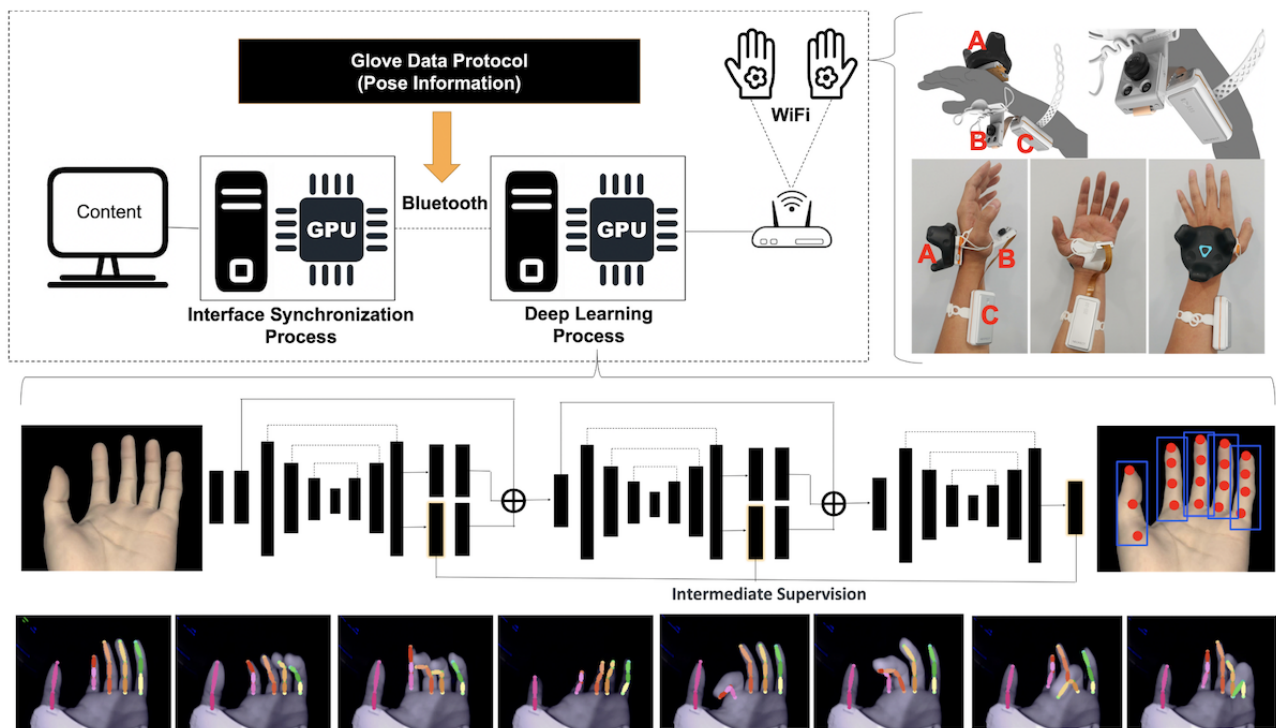 Glove Data Protocol
(Pose Information)
WiFi
Content
GPU
Bluetooth
GPU
Interface Synchronization
Process
Deep Learning
Process
A
B
C
A
B
C
Intermediate Supervision